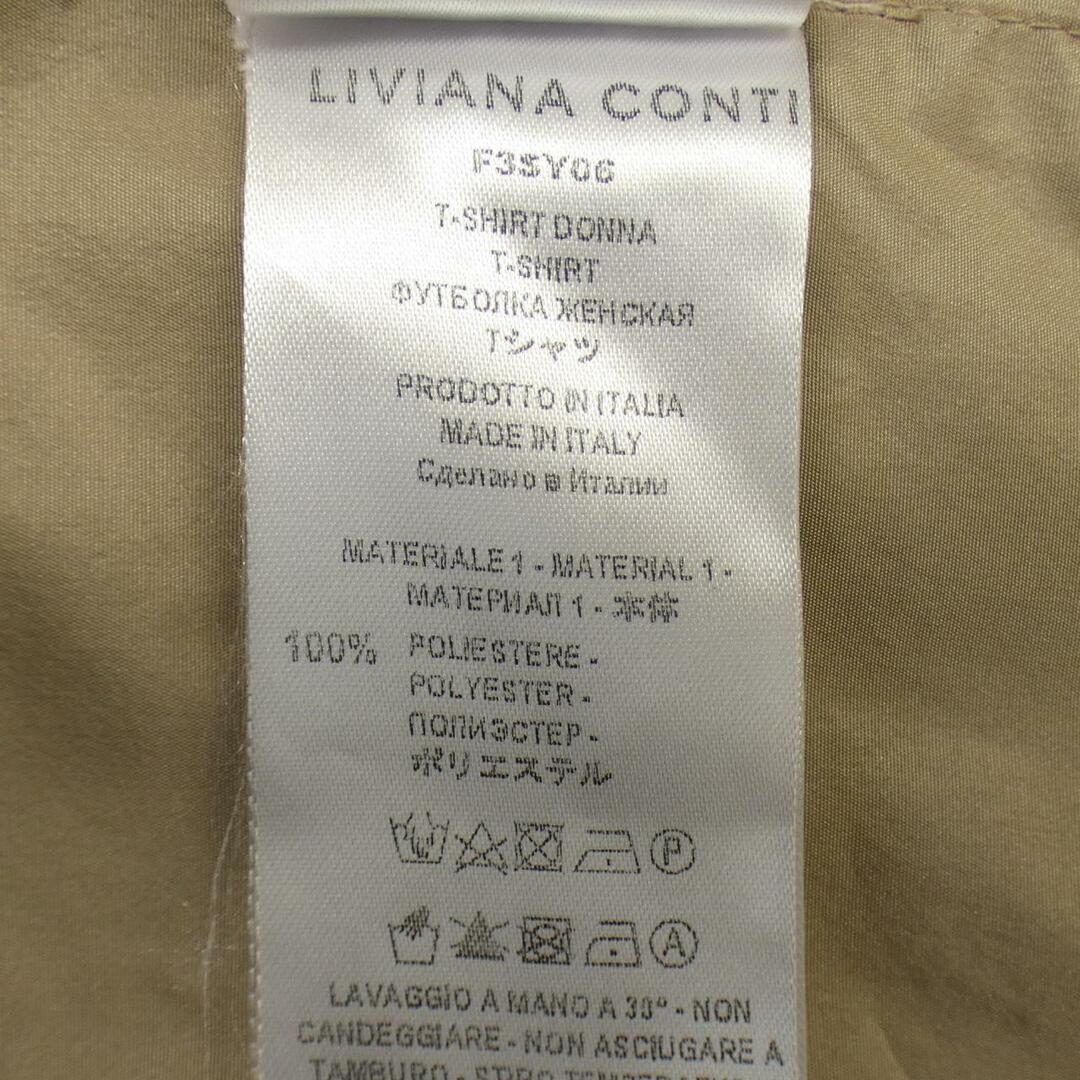 LIVIANA CONTI
F3SY06
T-SHIRT DONNA
T-SHIRT
ФУТБОЛКА ЖЕНСКАЯ
Tシャツ
PRODOTTO IN ITALIA
MADE IN ITALY
Сделано в Италии
MATERIALE 1 - MATERIAL 1 -
МАТЕРИАЛ 1 - 本体
100% POLIESTERE -
POLYESTER -
ПОЛИЭСТЕР -
ポリエステル
P
A
LAVAGGIO A MANO A 30° - NON
CANDEGGIARE - NON ASCIUGARE A
TAMBURO - STIRO